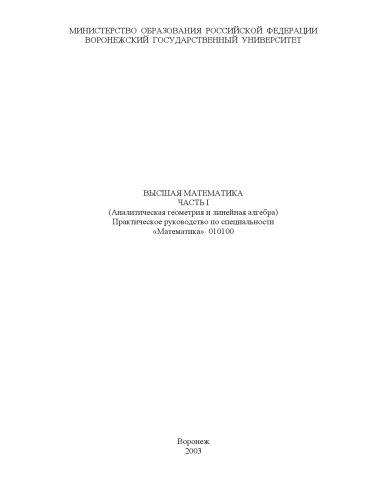 МИНИСТЕРСТВО ОБРАЗОВАНИЯ РОССИЙСКОЙ ФЕДЕРАЦИИ
ВОРОНЕЖСКИЙ ГОСУДАРСТВЕННЫЙ УНИВЕРСИТЕТ
ВЫСШАЯ МАТЕМАТИКА
ЧАСТЬ I
(Аналитическая геометрия и линейная алгебра)
Практическое руководство по специальности
«Математика» 010100
Воронеж
2003